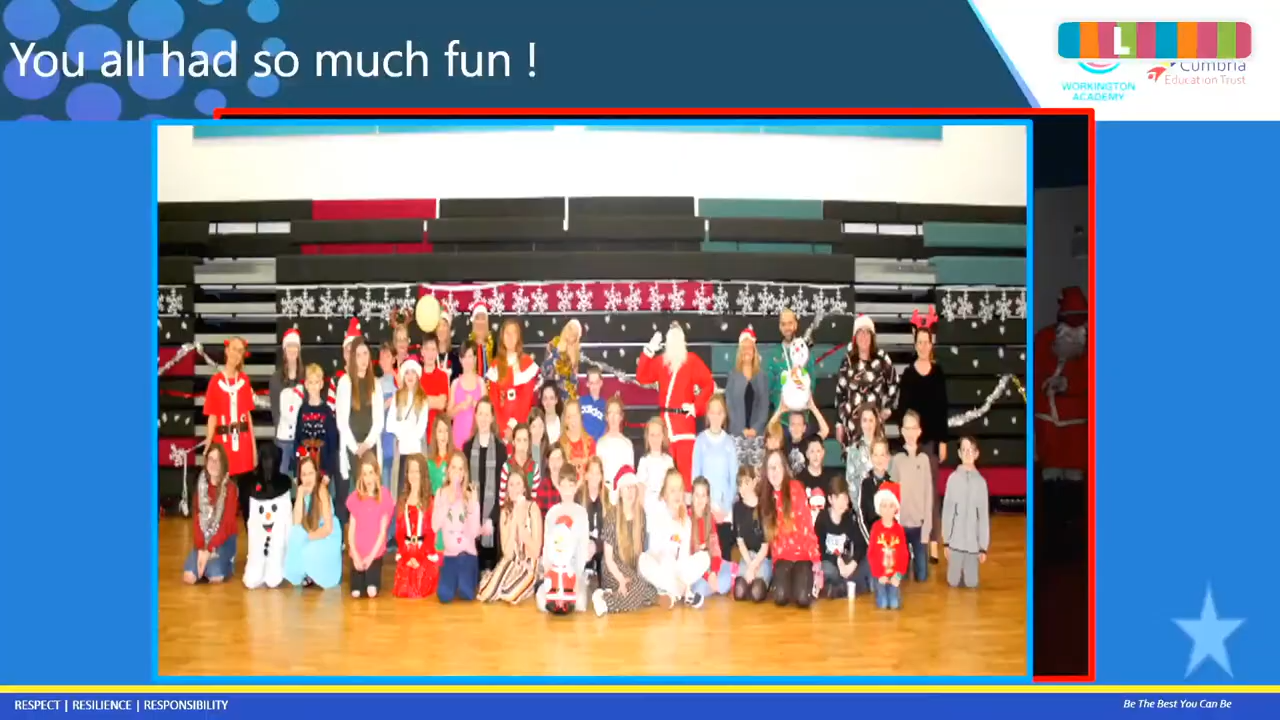 You all had so much fun !
L
Cumbria
Education Trust
WORKINGTON
ACADEMY
adidas
RESPECT | RESILIENCE | RESPONSIBILITY
Be The Best You Can Be